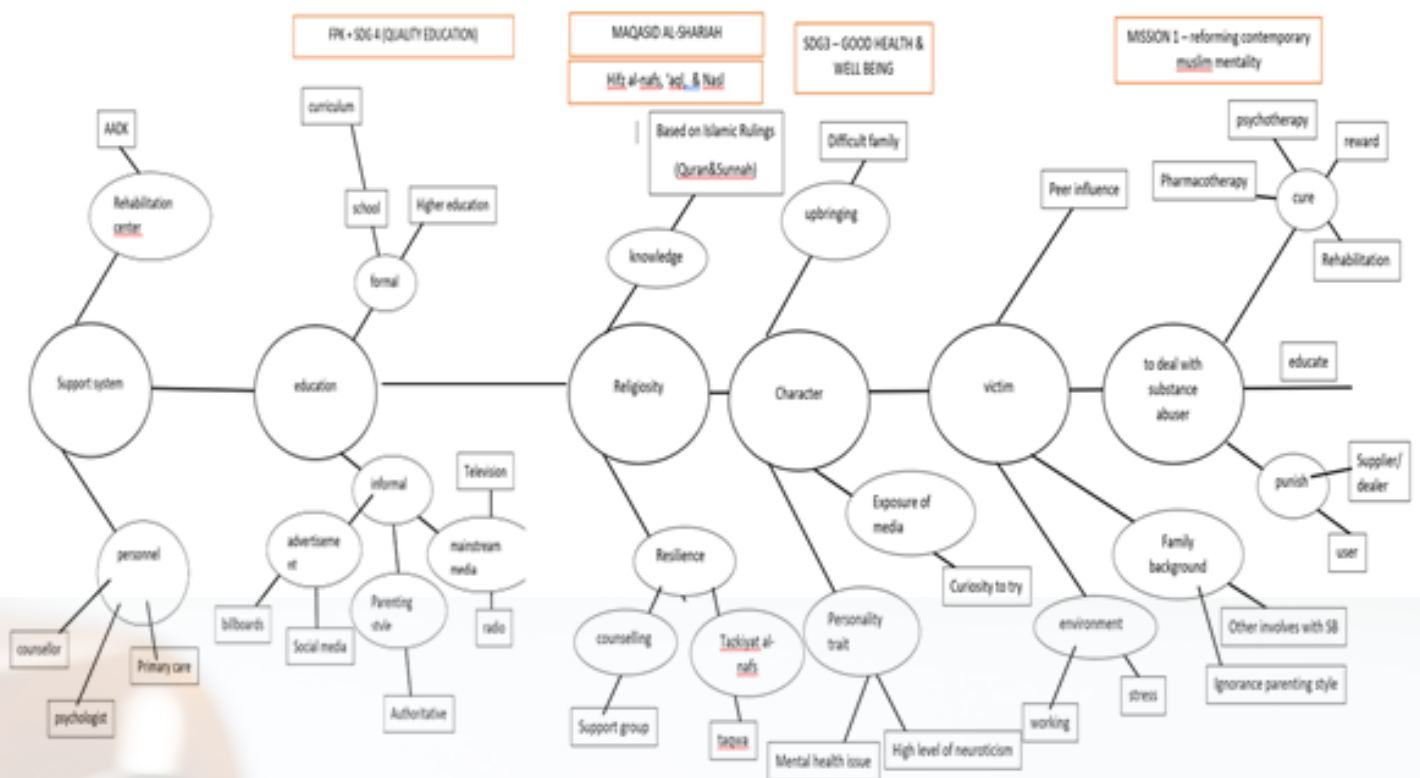 FPK + SDG 4 (QUALITY EDUCATION)
MAQASID AL-SHARIAH
Hifz al-nafs, 'aql, & Nasl
SDG3 – GOOD HEALTH &
WELL BEING
MISSION 1 – reforming contemporary
muslim mentality
AADK
Rehabilitation
center
curriculum
school
Higher education
formal
Based on Islamic Rulings
(Quran&Sunnah)
knowledge
Difficult family
upbringing
Peer influence
psychotherapy
reward
Pharmacotherapy
cure
Rehabilitation
Support system
education
Religiosity
Character
victim
to deal with
substance
abuser
educate
personnel
counsellor
psychologist
Primary care
informal
Television
advertiseme
nt
mainstream
media
billboards
Social media
Parenting
style
radio
Authoritative
Resilience
counselling
Tazkiyat al-
nafs
Support group
taqwa
Exposure of
media
Curiosity to try
Personality
trait
Mental health issue
High level of neuroticism
environment
working
stress
Family
background
Other involves with SB
Ignorance parenting style
punish
Supplier/
dealer
user